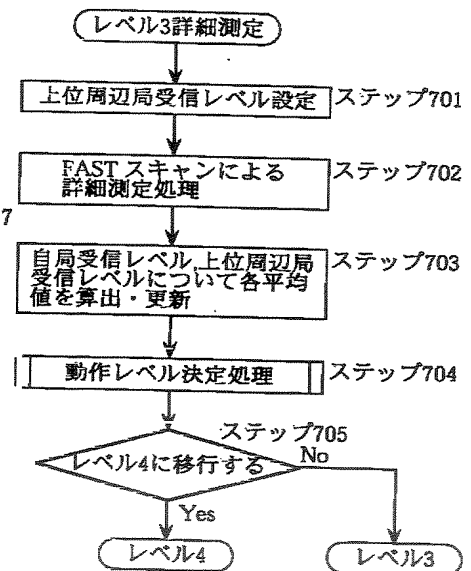 レベル3詳細測定
上位周辺局受信レベル設定
ステップ701
FASTスキャンによる
詳細測定処理
ステップ702
7
自局受信レベル,上位周辺局
受信レベルについて各平均
値を算出・更新
ステップ703
動作レベル決定処理
ステップ704
ステップ705
レベル4に移行する
No
Yes
レベル4
レベル3